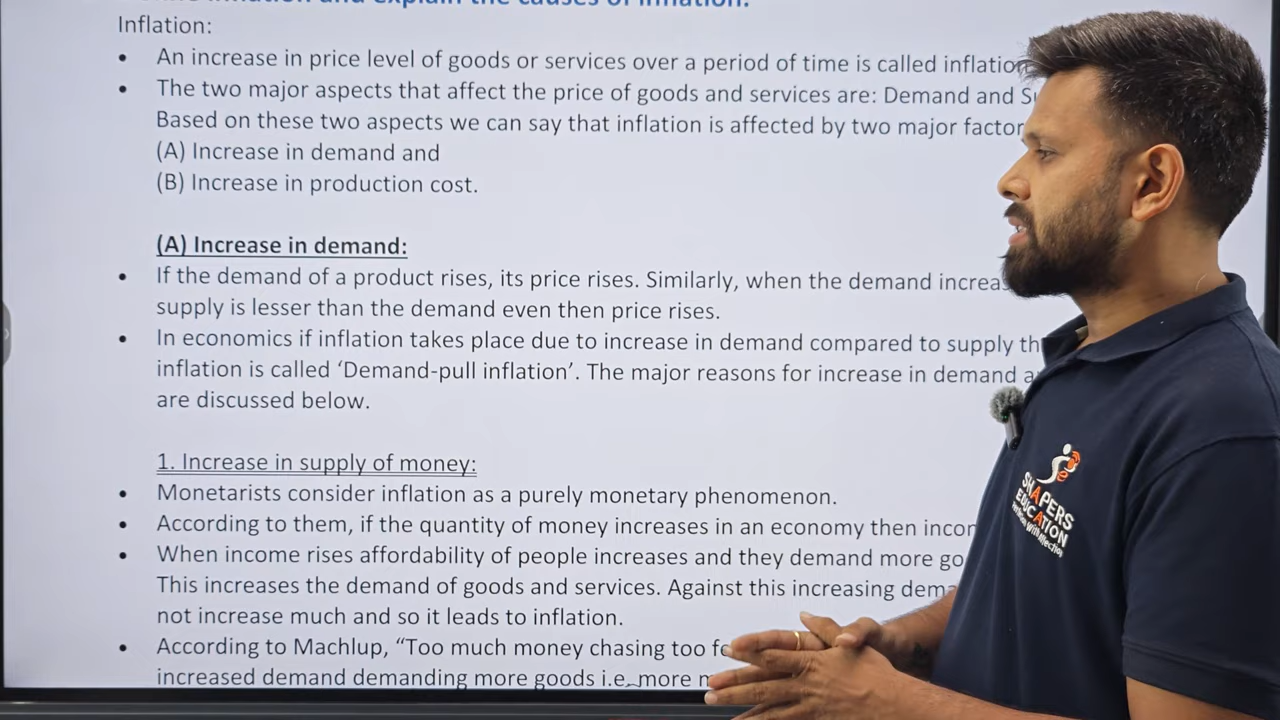 Inflation and explain the causes of inflation.
Inflation:
• An increase in price level of goods or services over a period of time is called inflation
• The two major aspects that affect the price of goods and services are: Demand and S
Based on these two aspects we can say that inflation is affected by two major factor
(A) Increase in demand and
(B) Increase in production cost.
(A) Increase in demand:
• If the demand of a product rises, its price rises. Similarly, when the demand increas
supply is lesser than the demand even then price rises.
• In economics if inflation takes place due to increase in demand compared to supply th
inflation is called ‘Demand-pull inflation’. The major reasons for increase in demand a
are discussed below.
1. Increase in supply of money:
• Monetarists consider inflation as a purely monetary phenomenon.
• According to them, if the quantity of money increases in an economy then incom
• When income rises affordability of people increases and they demand more go
This increases the demand of goods and services. Against this increasing dema
not increase much and so it leads to inflation.
• According to Machlup, “Too much money chasing too fe
increased demand demanding more goods i.e. more m
SHAPERS
EDUCATION